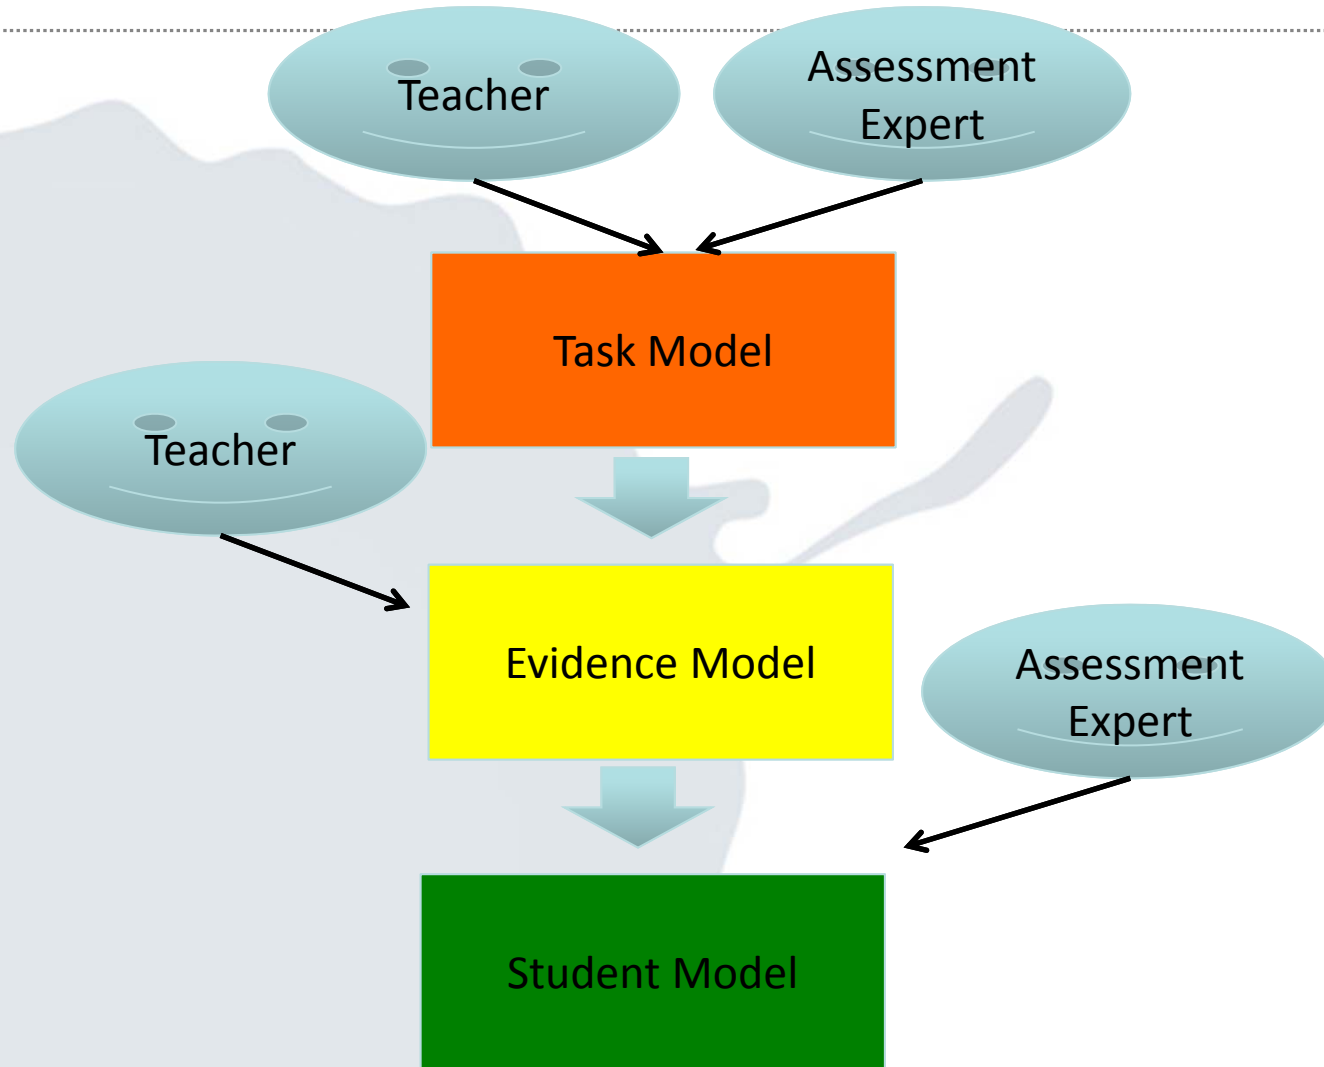 Teacher
Assessment
Expert
Task Model
Teacher
Evidence Model
Assessment
Expert
Student Model